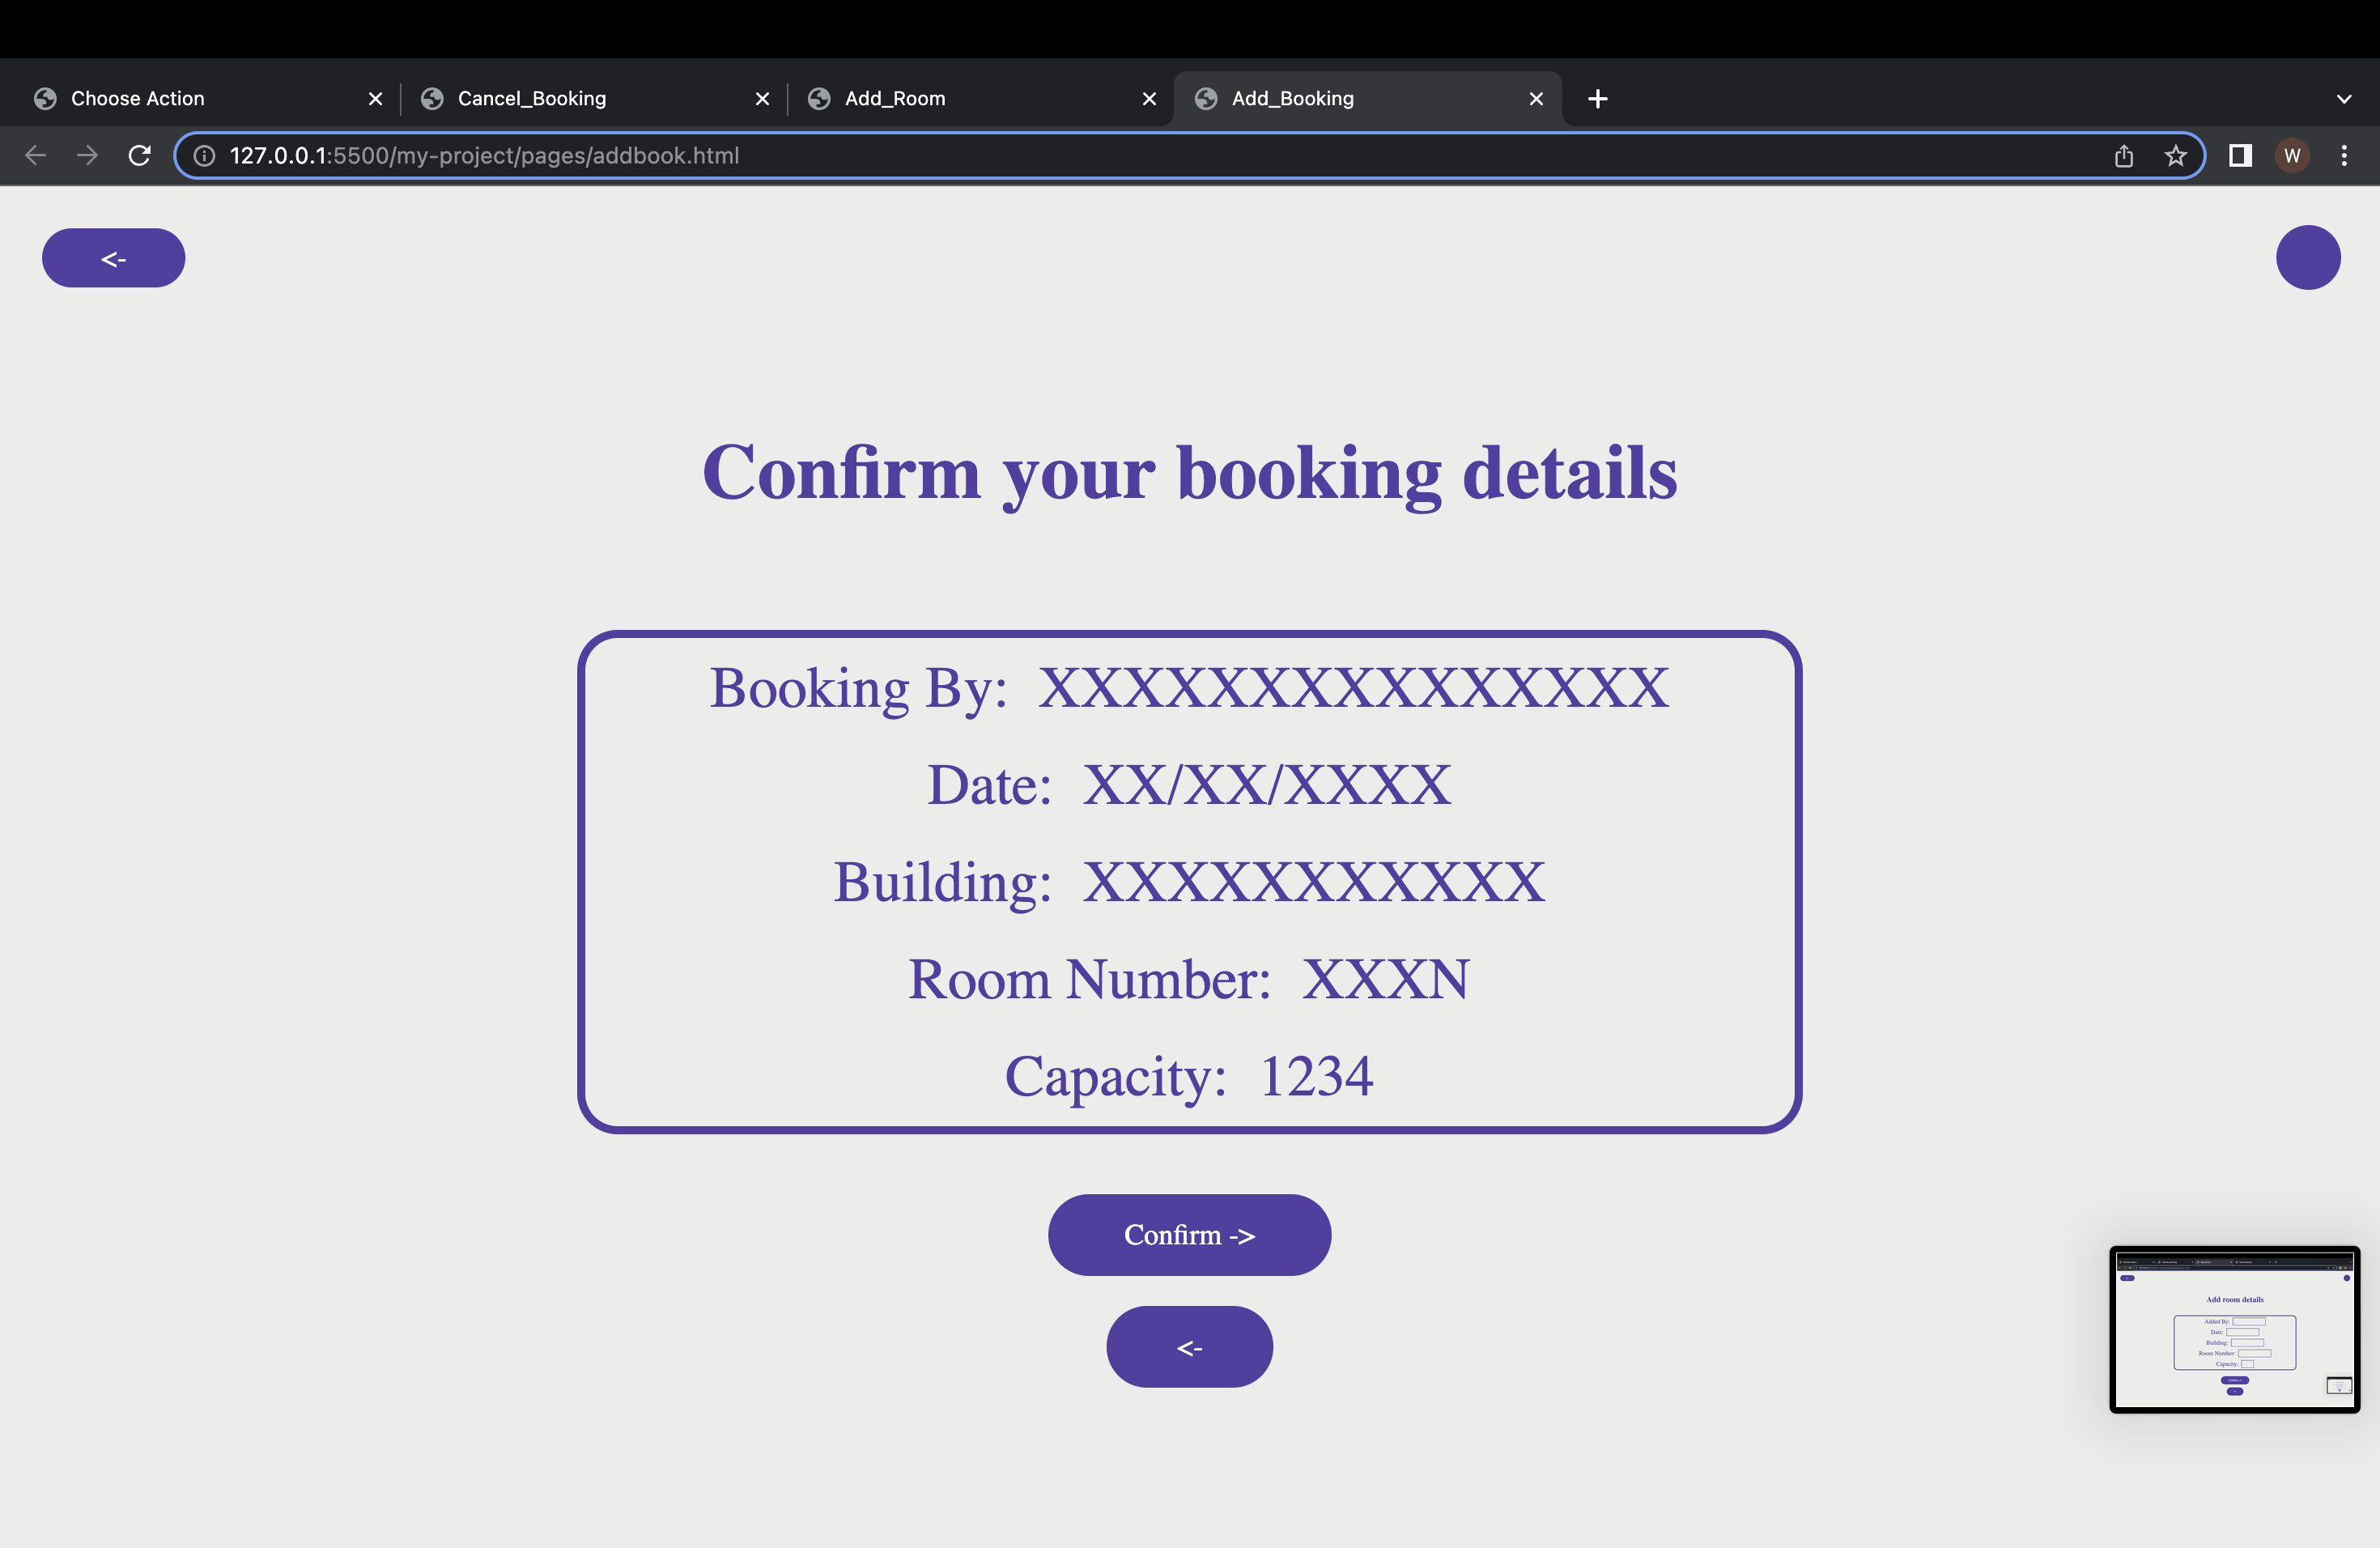 Choose Action
Cancel_Booking
Add_Room
Add_Booking
127.0.0.1:5500/my-project/pages/addbook.html
W
<-
Confirm your booking details
Booking By: XXXXXXXXXXXXXXX
Date: XX/XX/XXXX
Building: XXXXXXXXXXX
Room Number: XXXN
Capacity: 1234
Confirm ->
<-
Add room details
Added By:
Date:
Building:
Room Number:
Capacity: